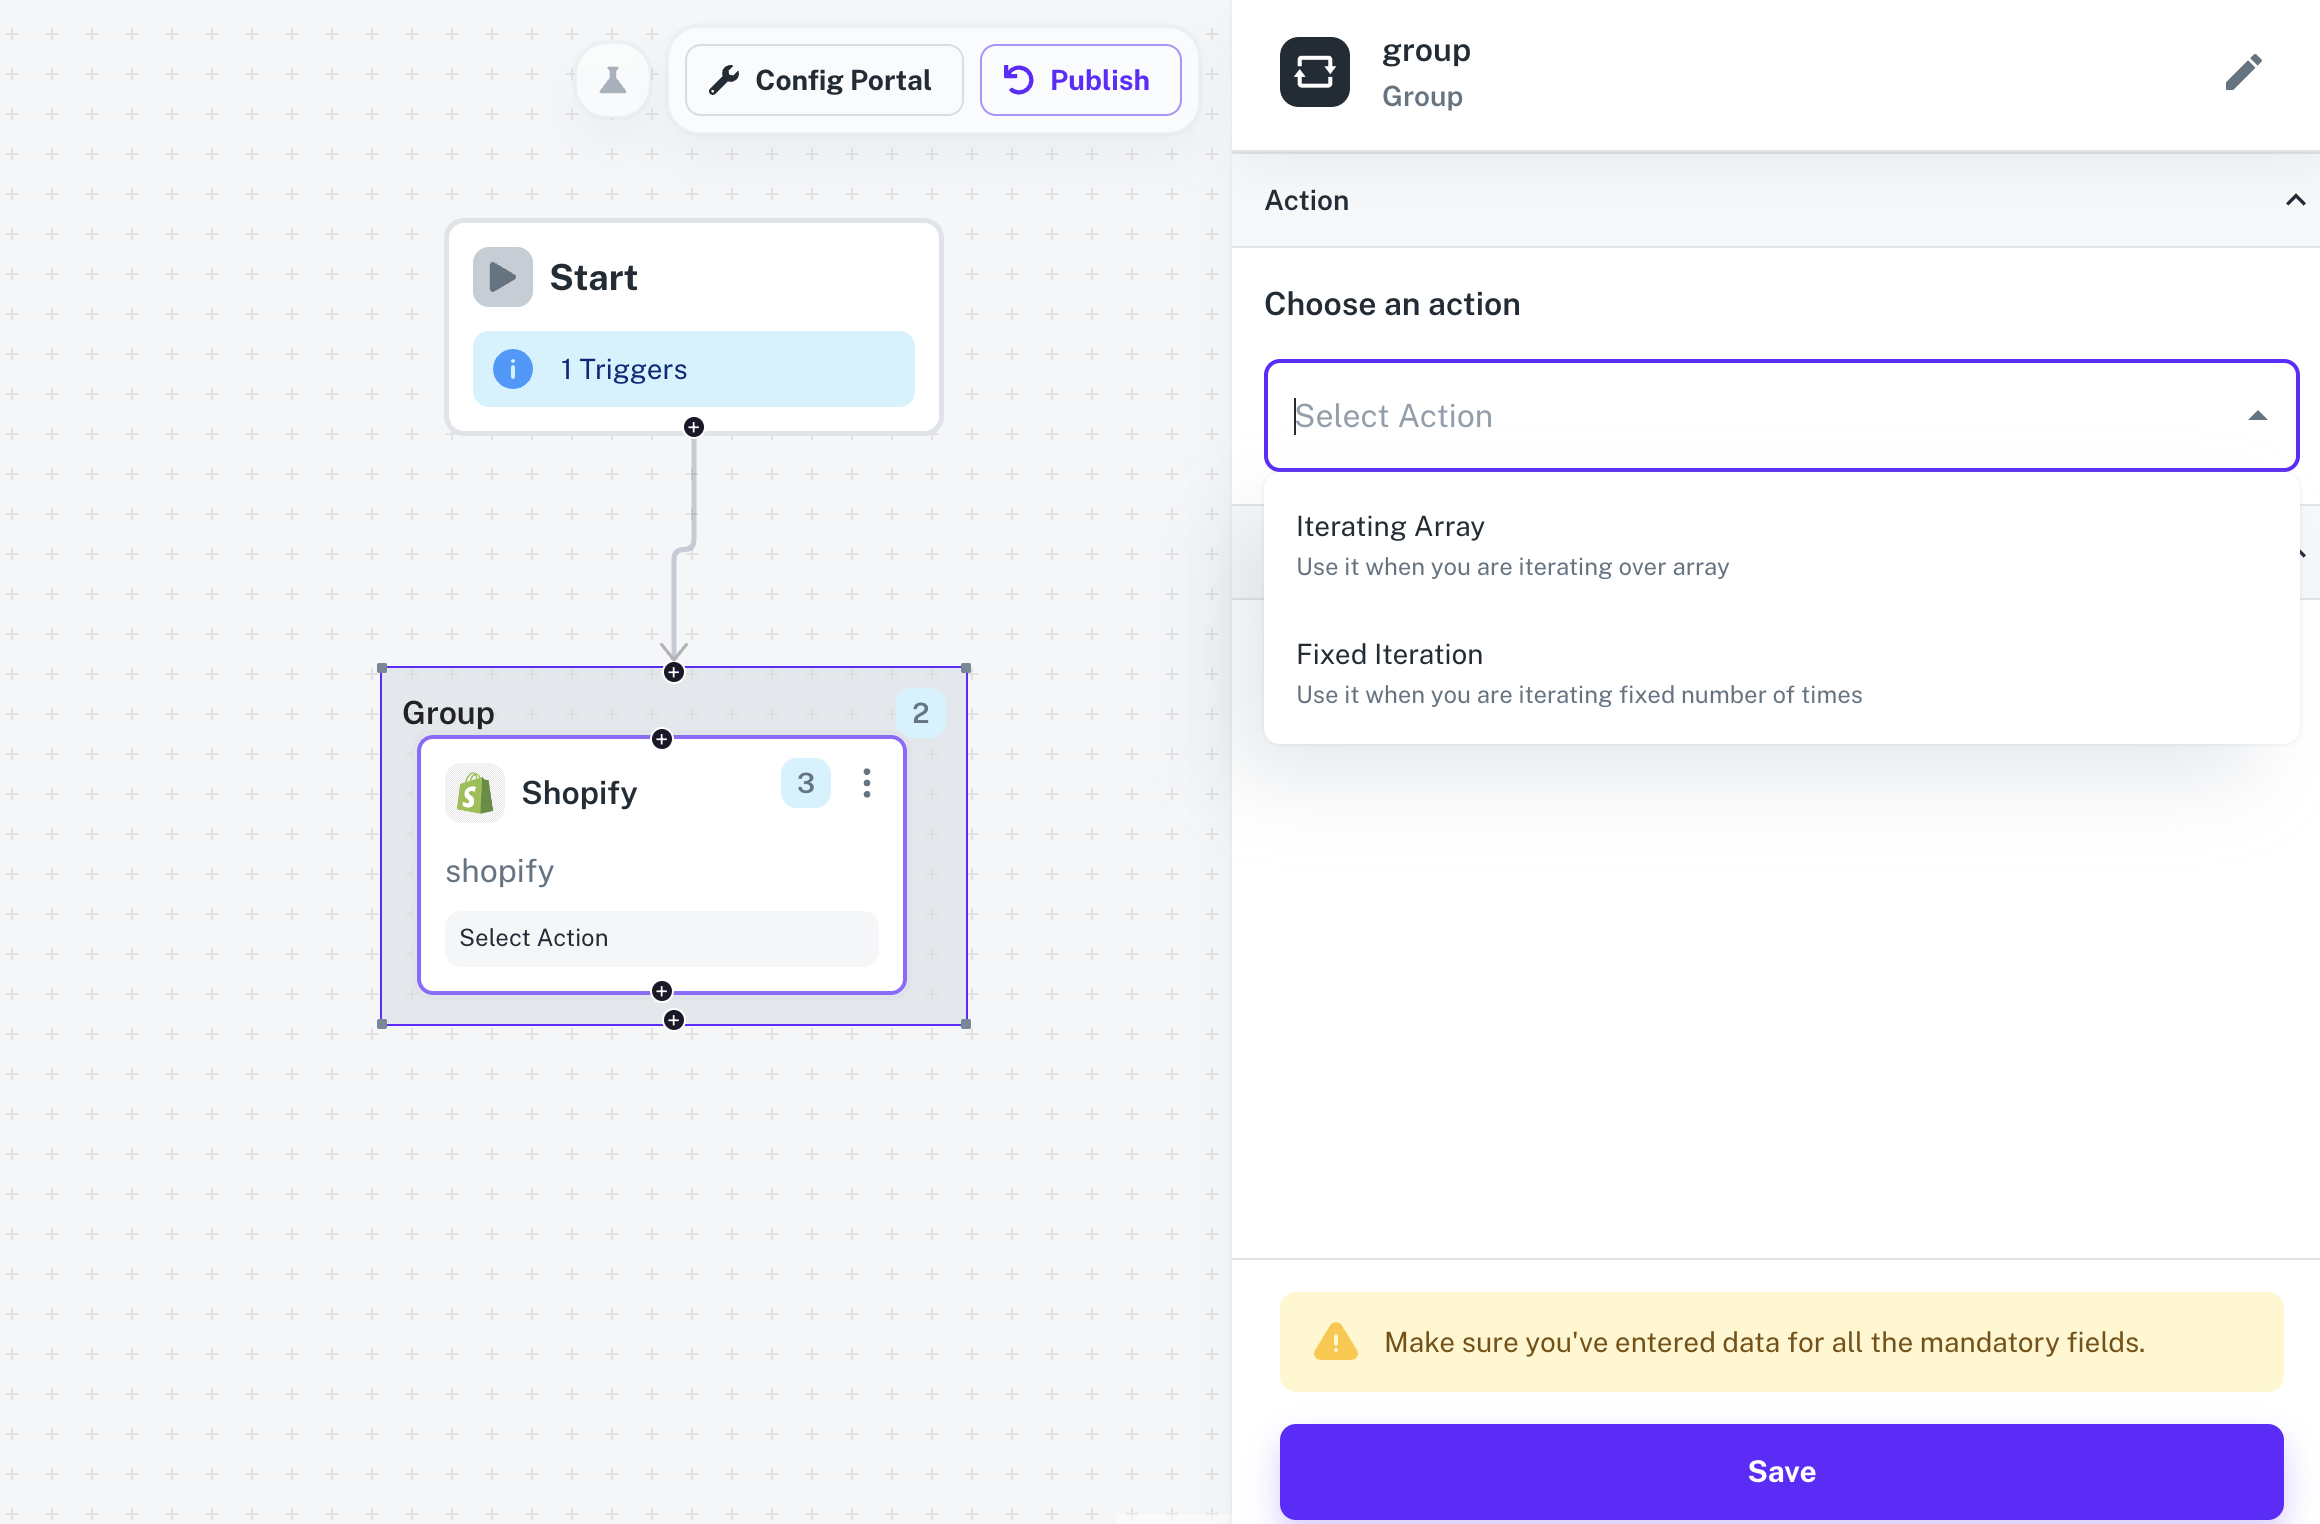 Config Portal
Publish
Start
1 Triggers
Group
2
Shopify
3
shopify
Select Action
group
Group
Action
Choose an action
Select Action
Iterating Array
Use it when you are iterating over array
Fixed Iteration
Use it when you are iterating fixed number of times
Make sure you've entered data for all the mandatory fields.
Save